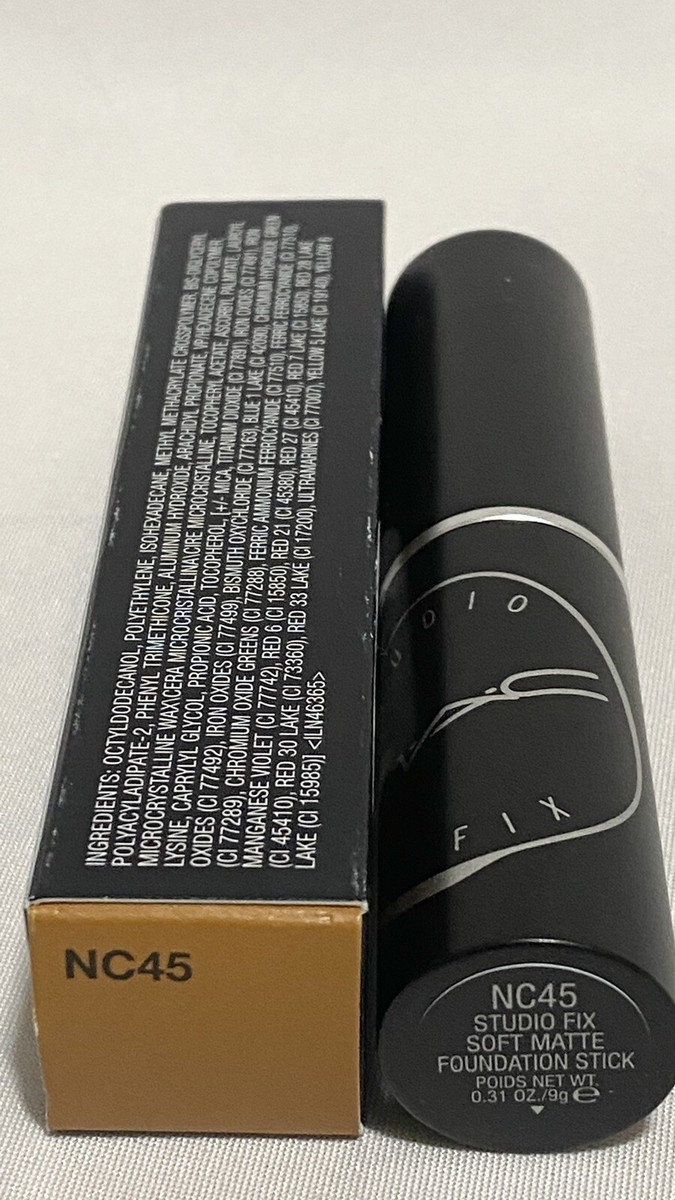 INGREDIENTS: OCTYLDODECANOL, POLYETHYLENE, ISOHEXADECANE, METHYL METHACRYLATE CROSSPOLYMER, BIS-DIGLYCERYL
POLYACYLADIPATE-2, PHENYL TRIMETHICONE, ALUMINUM HYDROXIDE, ARACHIDYL PROPIONATE, VP/HEXADECENE COPOLYMER,
MICROCRYSTALLINE WAX\CERA MICROCRISTALLINA\CIRE MICROCRISTALLINE, TOCOPHERYL ACETATE, ASCORBYL PALMITATE, LAUROYL
LYSINE, CAPRYLYL GLYCOL, PROPIONIC ACID, TOCOPHEROL, [+/- MICA, TITANIUM DIOXIDE (CI 77891), IRON OXIDES (CI 77491), IRON
OXIDES (CI 77492), IRON OXIDES (CI 77499), BISMUTH OXYCHLORIDE (CI 77163), BLUE 1 LAKE (CI 42090), CHROMIUM HYDROXIDE GREEN
(CI 77289), CHROMIUM OXIDE GREENS (CI 77288), FERRIC AMMONIUM FERROCYANIDE (CI 77510), FERRIC FERROCYANIDE (CI 77510),
MANGANESE VIOLET (CI 77742), RED 6 (CI 15850), RED 21 (CI 45380), RED 27 (CI 45410), RED 7 LAKE (CI 15850), RED 28 LAKE
(CI 45410), RED 30 LAKE (CI 73360), RED 33 LAKE (CI 17200), ULTRAMARINES (CI 77007), YELLOW 5 LAKE (CI 19140), YELLOW 6
LAKE (CI 15985)] <ILN46365>
NC45
FIX
NC45
STUDIO FIX
SOFT MATTE
FOUNDATION STICK
POIDS NET WT.
0.31 OZ./9g ℮